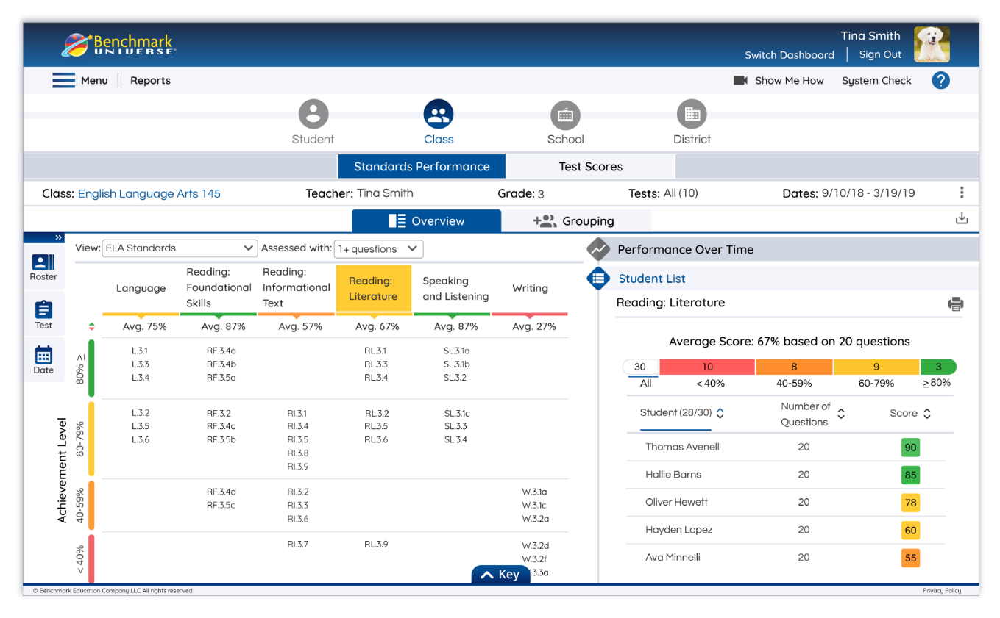 Benchmark
UNIVERSE
Tina Smith
Switch Dashboard | Sign Out
Menu | Reports
Show Me How System Check ?
Student Class School District
Standards Performance Test Scores
Class: English Language Arts 145 Teacher: Tina Smith Grade: 3 Tests: All (10) Dates: 9/10/18 - 3/19/19
Overview Grouping
»
Roster
Test
Date
View: ELA Standards Assessed with: 1+ questions
Language
Reading:
Foundational
Skills
Reading:
Informational
Text
Reading:
Literature
Speaking
and Listening
Writing
Avg. 75% Avg. 87% Avg. 57% Avg. 67% Avg. 87% Avg. 27%
Achievement Level
80% ≥
L.3.1 RF.3.4a RL.3.1 SL.3.1a
L.3.3 RF.3.4b RL.3.3 SL.3.1b
L.3.4 RF.3.5a RL.3.4 SL.3.2
60-79%
L.3.2 RF.3.2 RI.3.1 RL.3.2 SL.3.1c
L.3.5 RF.3.4c RI.3.4 RL.3.5 SL.3.3
L.3.6 RF.3.5b RI.3.5 RL.3.6 SL.3.4
RI.3.8
RI.3.9
40-59%
RF.3.4d RI.3.2 W.3.1a
RF.3.5c RI.3.3 W.3.1c
RI.3.6 W.3.2a
< 40%
RI.3.7 RL.3.9 W.3.2d
W.3.2f
.3.3a
Key
Performance Over Time
Student List
Reading: Literature
Average Score: 67% based on 20 questions
30 10 8 9 3
All < 40% 40-59% 60-79% ≥ 80%
Student (28/30)
Number of
Questions
Score
Thomas Avenell 20 90
Hallie Barns 20 85
Oliver Hewett 20 78
Hayden Lopez 20 60
Ava Minnelli 20 55
© Benchmark Education Company LLC All rights reserved.
Privacy Policy